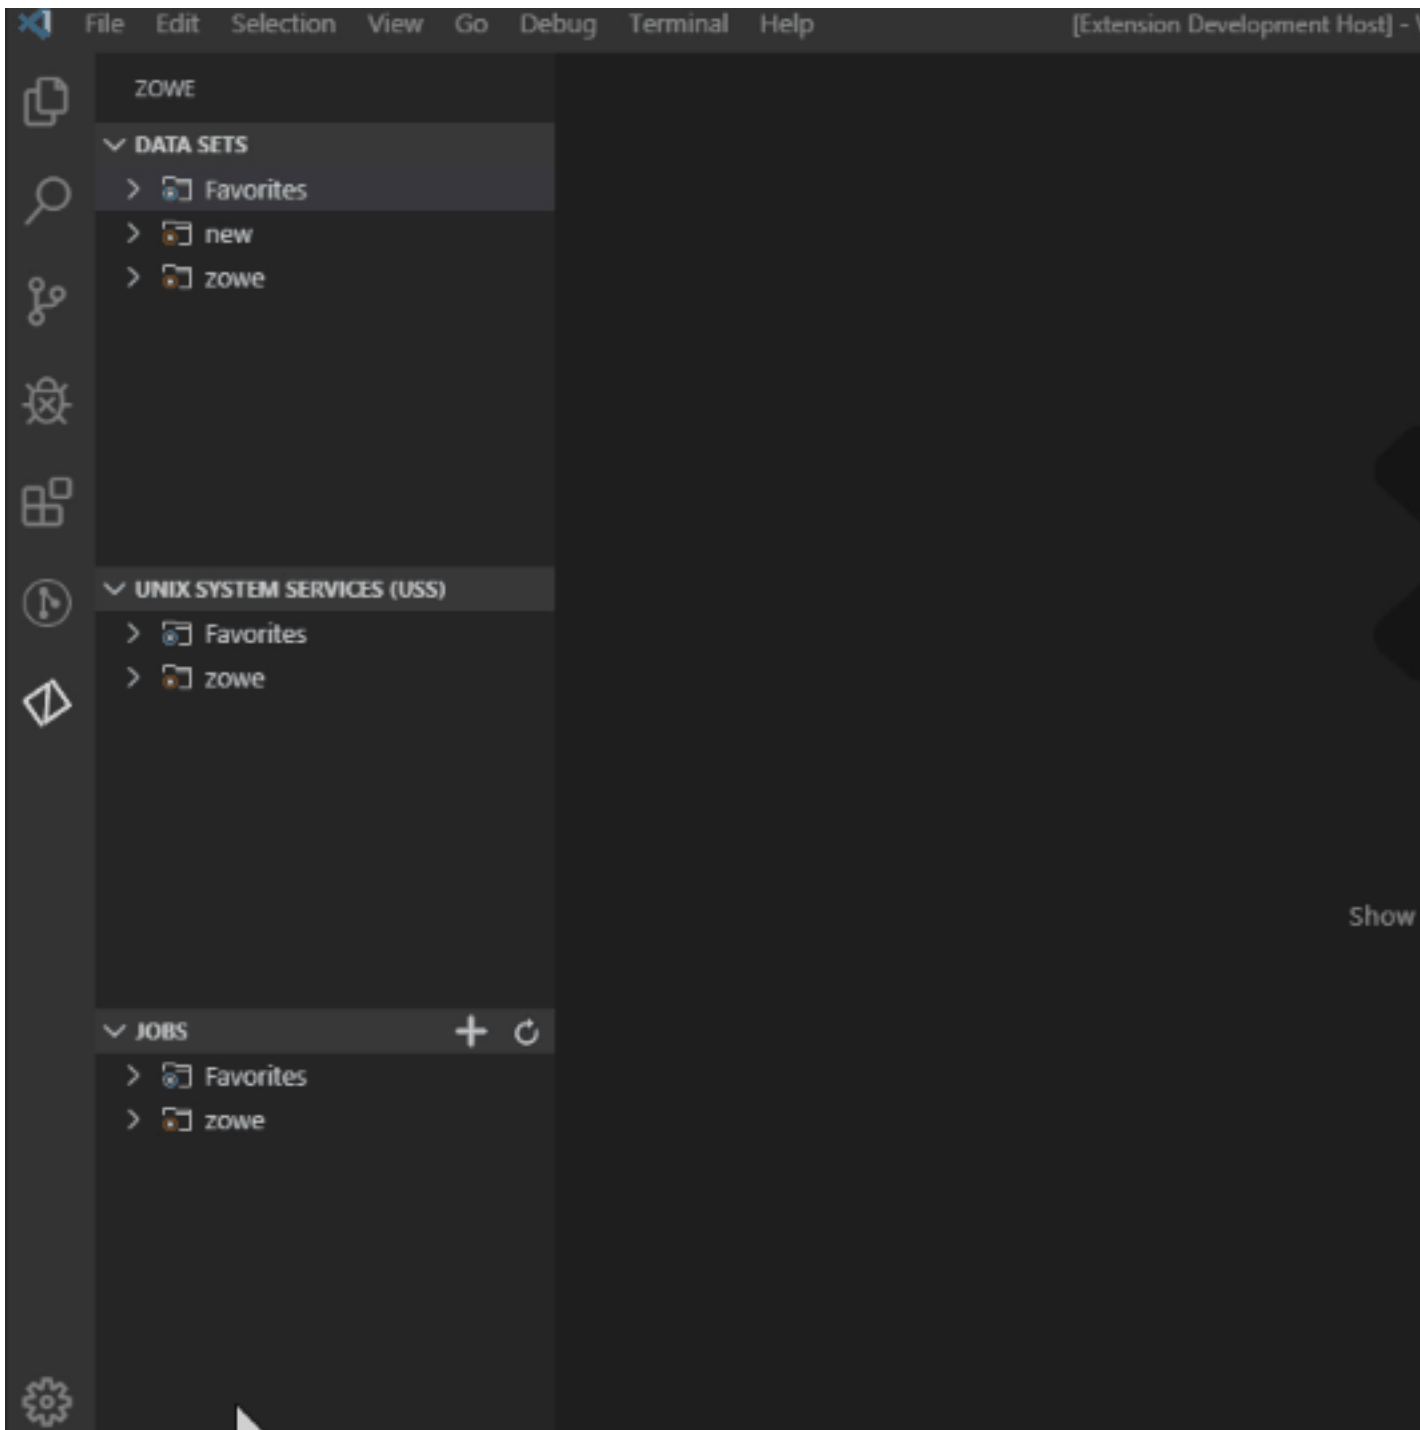 File Edit Selection View Go Debug Terminal Help [Extension Development Host] -
ZOWE
DATA SETS
Favorites
new
zowe
UNIX SYSTEM SERVICES (USS)
Favorites
zowe
Show
JOBS
Favorites
zowe